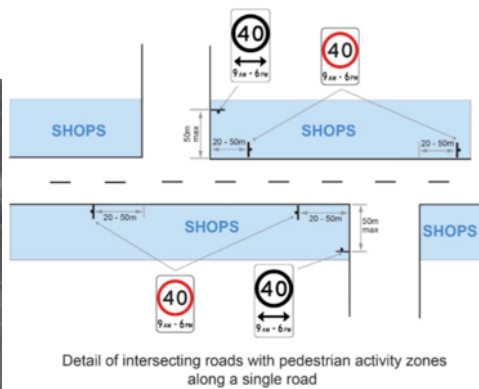 40
9 AM - 6 PM
40
9 AM - 6 PM
SHOPS
50m
max
20 - 50m
SHOPS
20 - 50m
20 - 50m
SHOPS
20 - 50m
50m
max
SHOPS
40
9 AM - 6 PM
40
9 AM - 6 PM
Detail of intersecting roads with pedestrian activity zones
along a single road